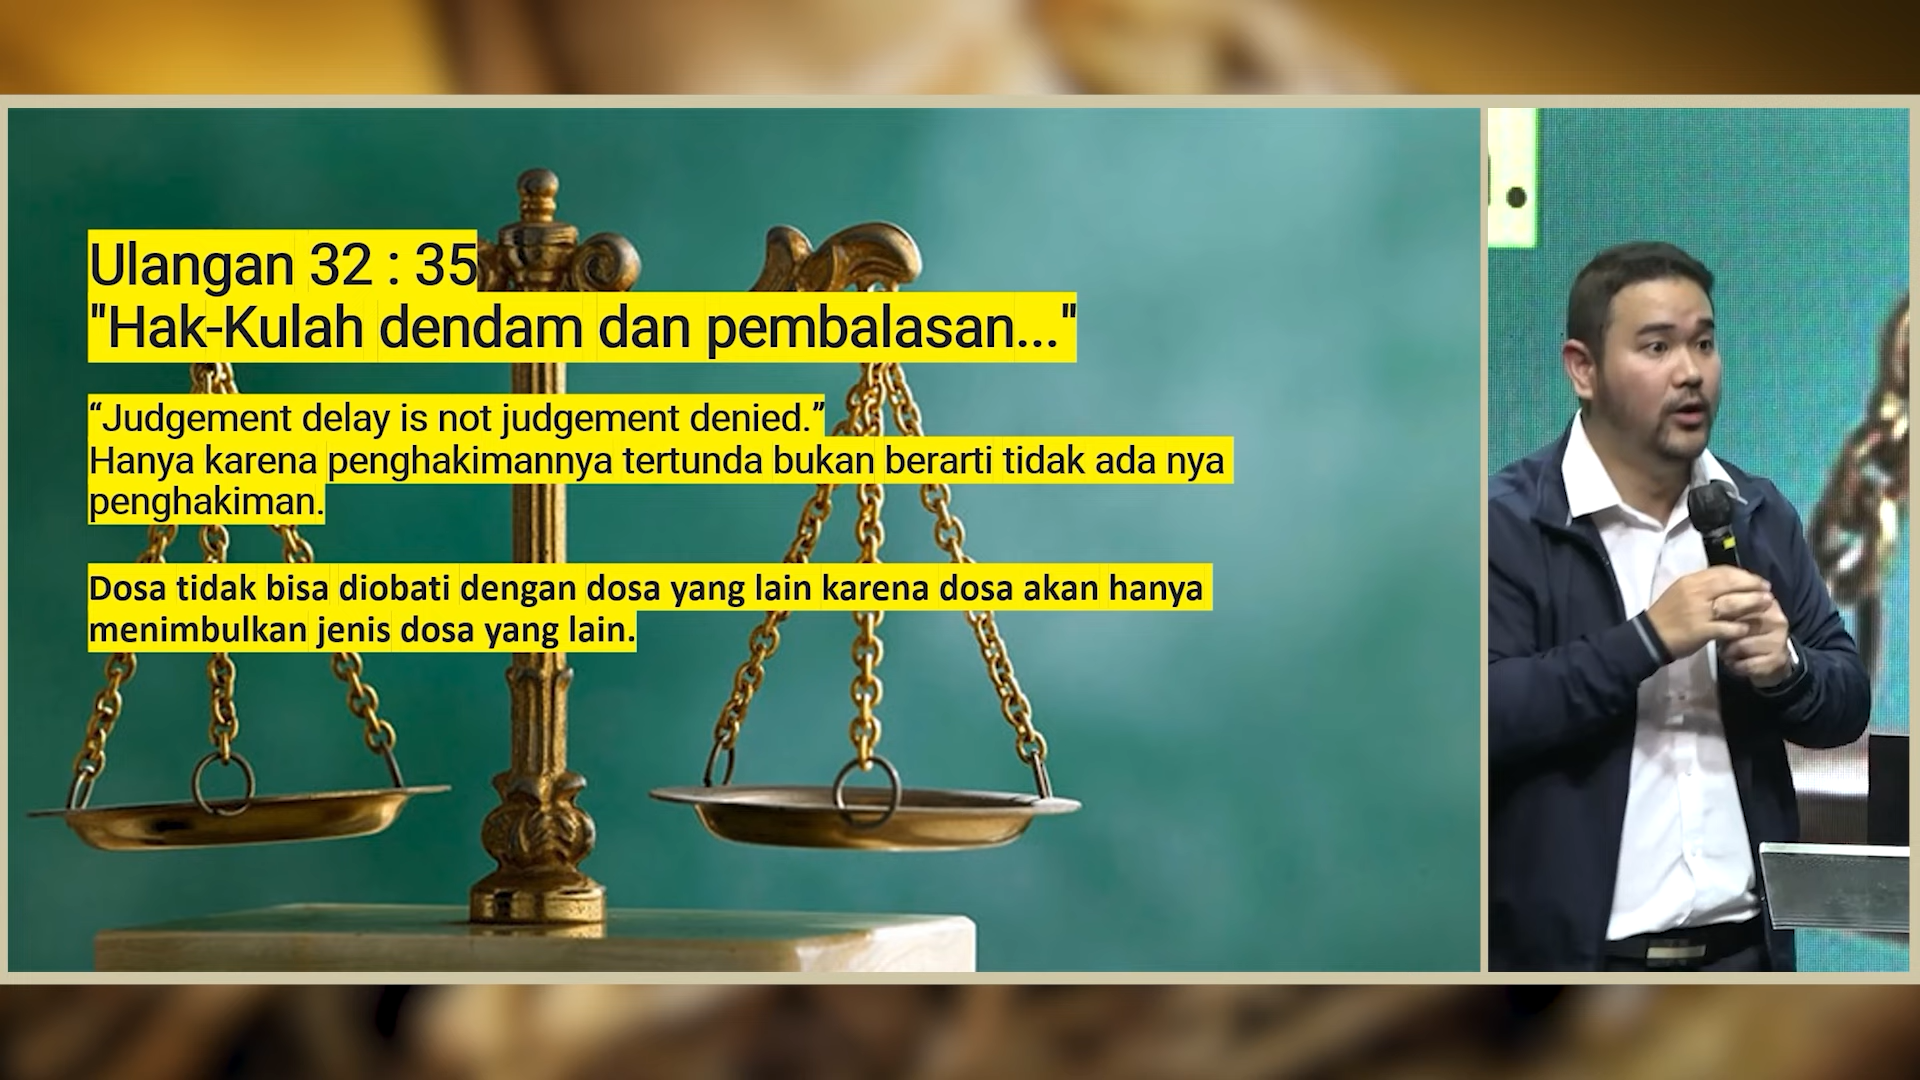 Ulangan 32 : 35
"Hak-Kulah dendam dan pembalasan..."
“Judgement delay is not judgement denied.”
Hanya karena penghakimannya tertunda bukan berarti tidak ada nya
penghakiman.
Dosa tidak bisa diobati dengan dosa yang lain karena dosa akan hanya
menimbulkan jenis dosa yang lain.